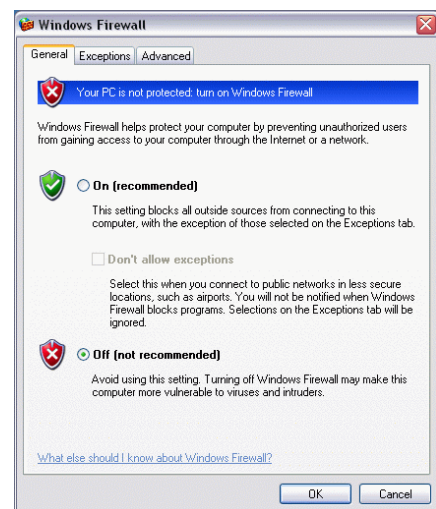 Windows Firewall
General Exceptions Advanced
Your PC is not protected: turn on Windows Firewall
Windows Firewall helps protect your computer by preventing unauthorized users
from gaining access to your computer through the Internet or a network.
On (recommended)
This setting blocks all outside sources from connecting to this
computer, with the exception of those selected on the Exceptions tab.
Don't allow exceptions
Select this when you connect to public networks in less secure
locations, such as airports. You will not be notified when Windows
Firewall blocks programs. Selections on the Exceptions tab will be
ignored.
Off (not recommended)
Avoid using this setting. Turning off Windows Firewall may make this
computer more vulnerable to viruses and intruders.
What else should I know about Windows Firewall?
OK Cancel